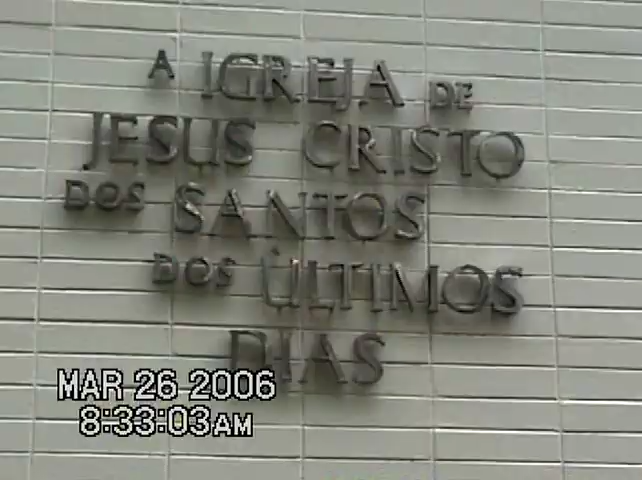 A IGREJA DE
JESUS CRISTO
DOS SANTOS
DOS ÚLTIMOS
DIAS
MAR 26 2006
8:33:03AM